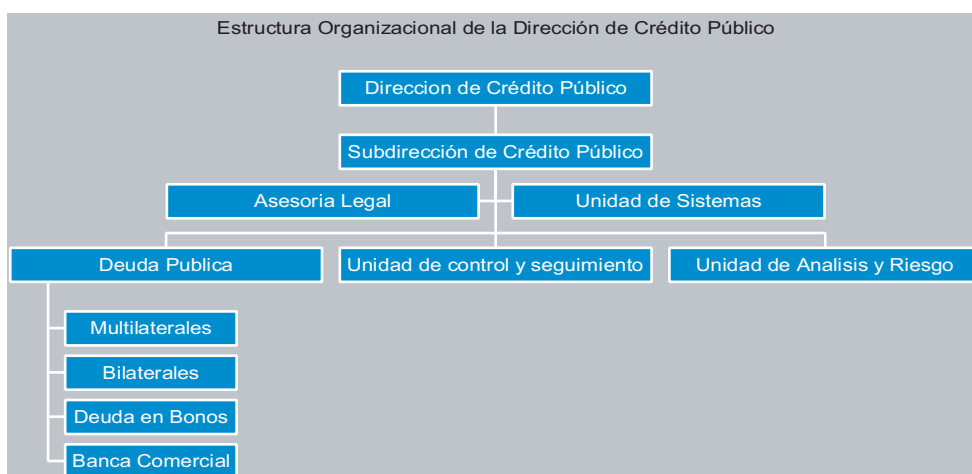 Estructura Organizacional de la Dirección de Crédito Público
Direccion de Crédito Público
Subdirección de Crédito Público
Asesoria Legal
Unidad de Sistemas
Deuda Publica
Unidad de control y seguimiento
Unidad de Analisis y Riesgo
Multilaterales
Bilaterales
Deuda en Bonos
Banca Comercial